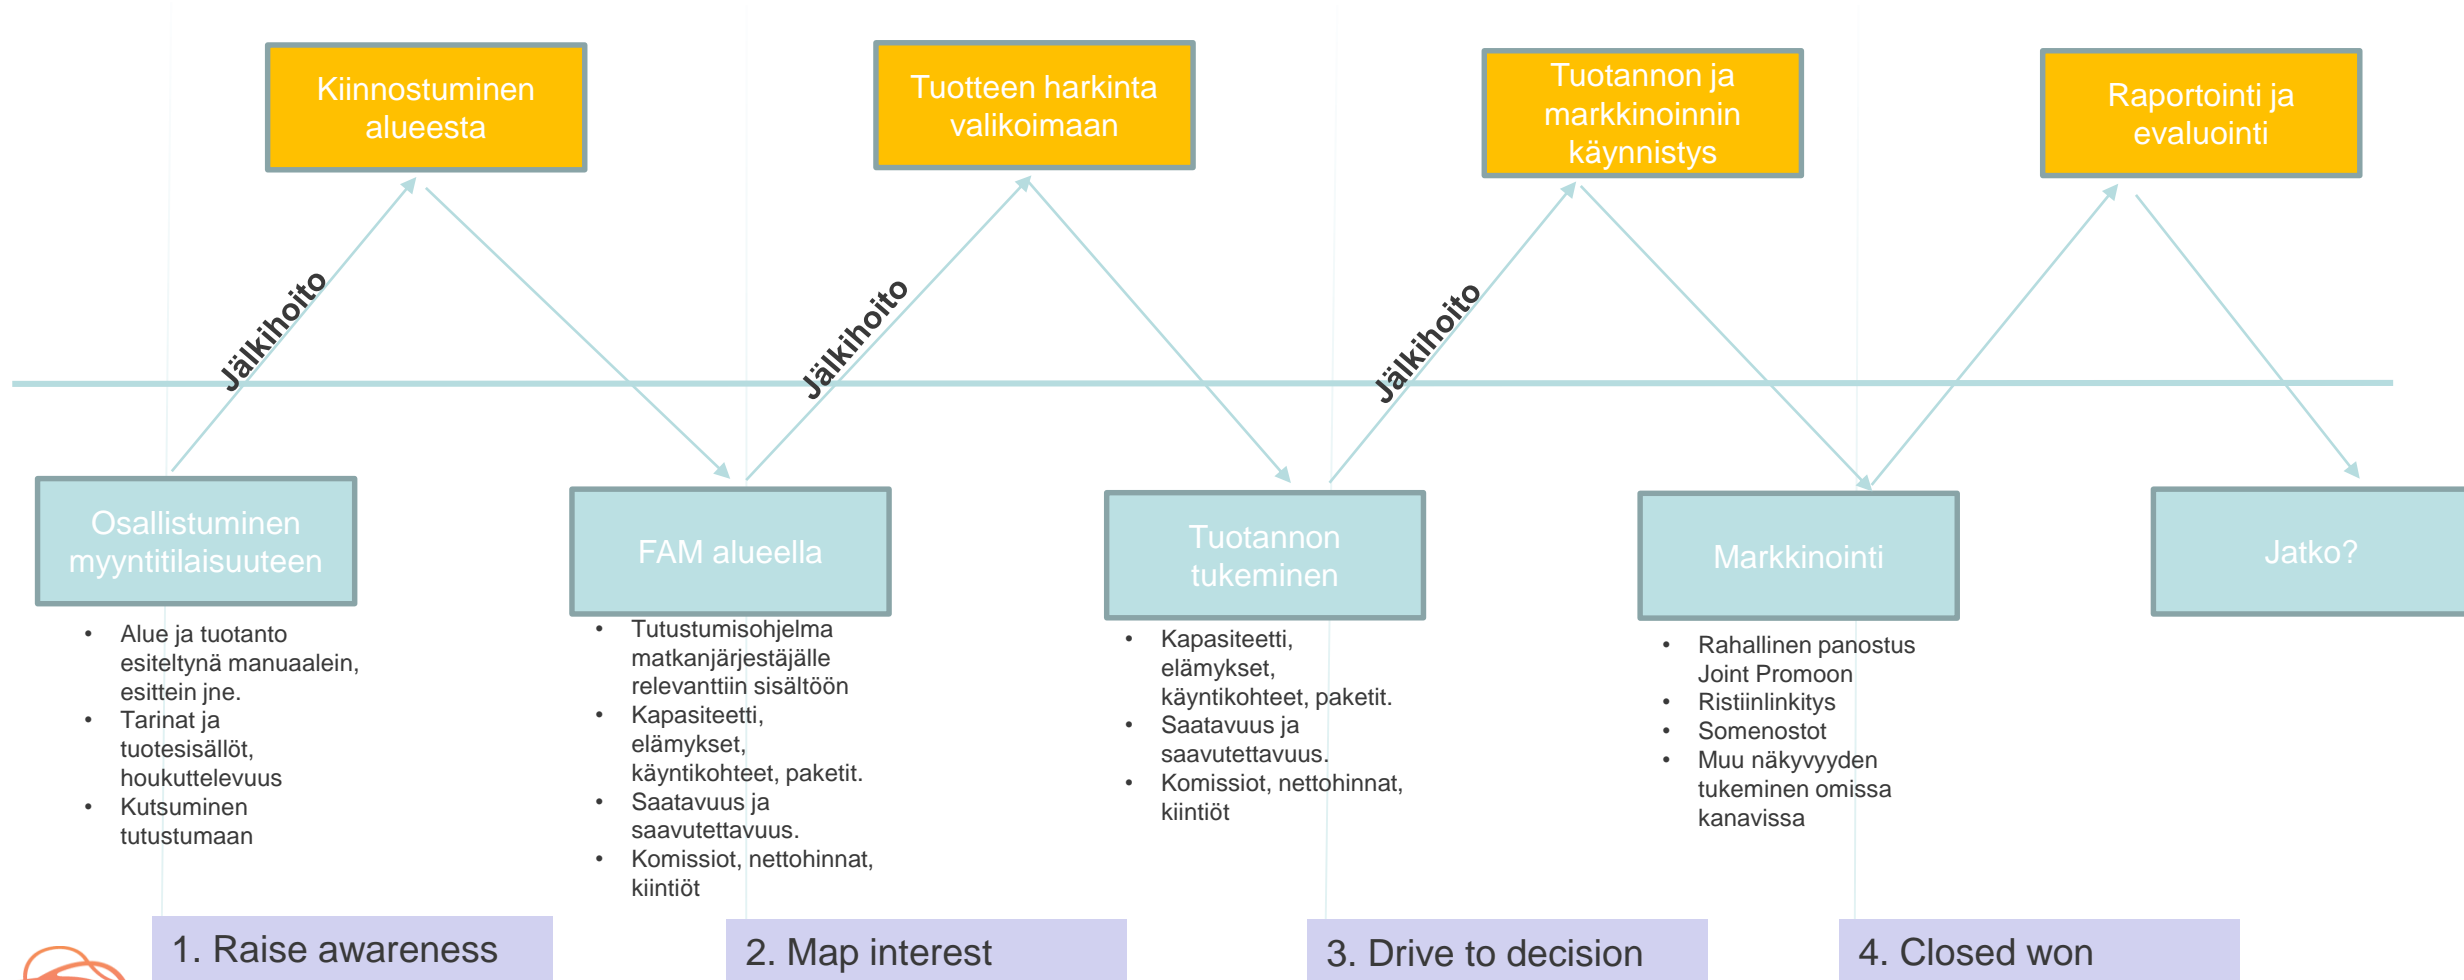 Kiinnostuminen
alueesta
Tuotteen harkinta
valikoimaan
Tuotannon ja
markkinoinnin
käynnistys
Raportointi ja
evaluointi
Jälkihoito
Jälkihoito
Jälkihoito
Osallistuminen
myyntitilaisuuteen
FAM alueella
Tuotannon
tukeminen
Markkinointi
Jatko?
• Alue ja tuotanto
esiteltynä manuaalein,
esittein jne.
• Tarinat ja
tuotesisällöt,
houkuttelevuus
• Kutsuminen
tutustumaan
• Tutustumisohjelma
matkanjärjestäjälle
relevanttiin sisältöön
• Kapasiteetti,
elämykset,
käyntikohteet, paketit.
• Saatavuus ja
saavutettavuus.
• Komissiot, nettohinnat,
kiintiöt
• Kapasiteetti,
elämykset,
käyntikohteet, paketit.
• Saatavuus ja
saavutettavuus.
• Komissiot, nettohinnat,
kiintiöt
• Rahallinen panostus
Joint Promoon
• Ristiinlinkitys
• Somenostot
• Muu näkyvyyden
tukeminen omissa
kanavissa
1. Raise awareness
2. Map interest
3. Drive to decision
4. Closed won